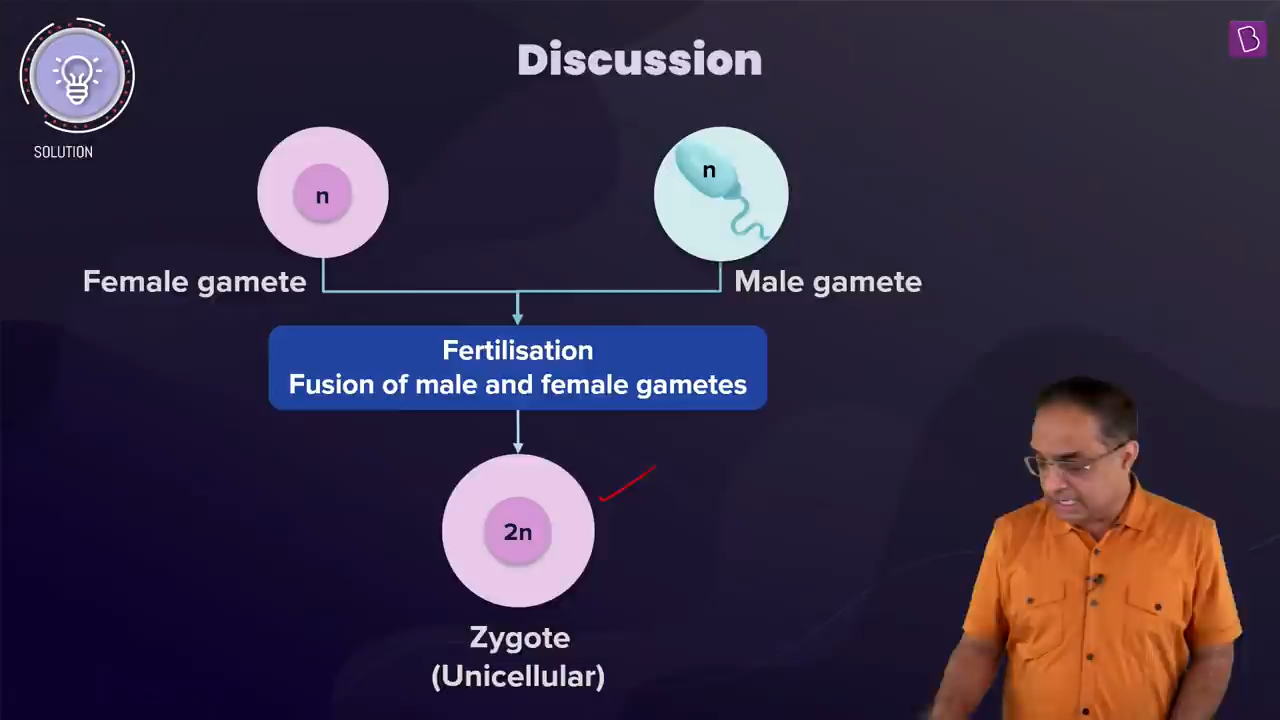 Discussion
SOLUTION
n
n
Female gamete
Male gamete
Fertilisation
Fusion of male and female gametes
2n
Zygote
(Unicellular)